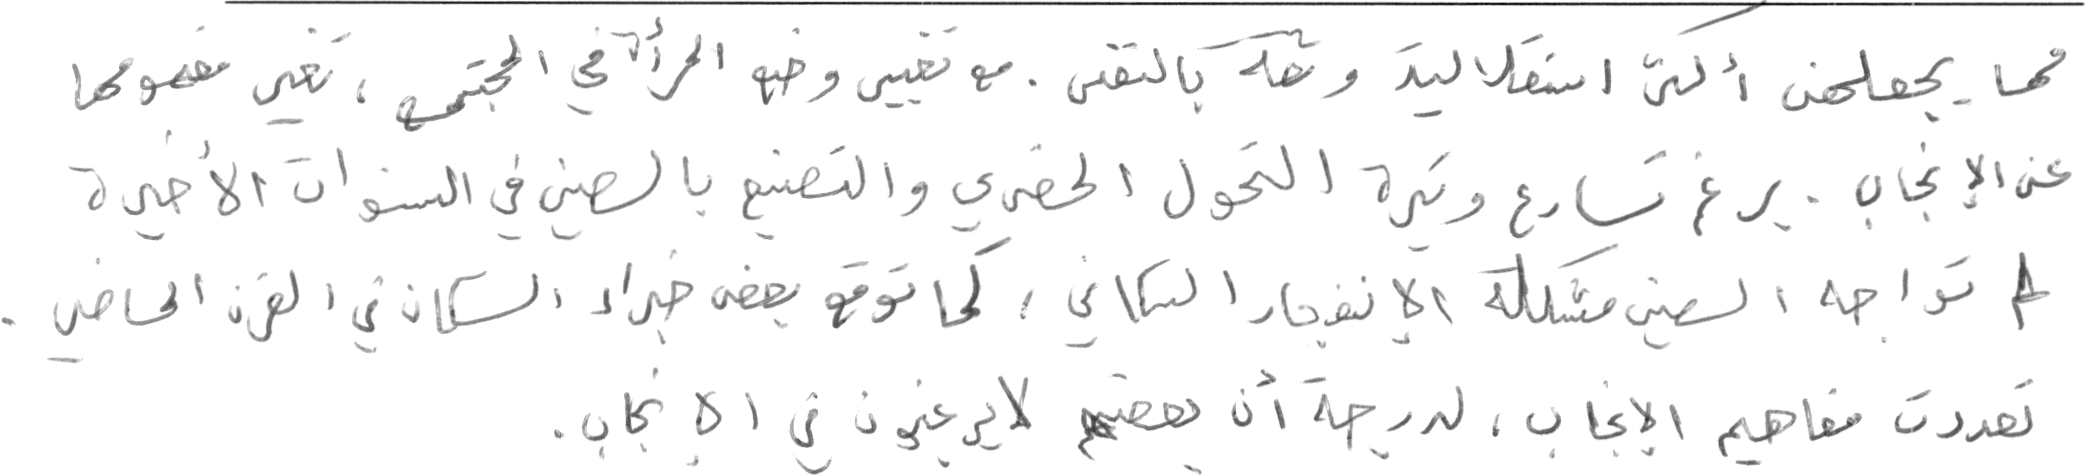 مما يجعلهن أكثر استقلالية وثقة بالنفس. مع تغيير وضع المرأة في المجتمع، تغير مفهومها
عن الإنجاب. برغم تسارع وتيرة التحول الحضري والتصنيع بالصين في السنوات الأخيرة
لم تواجه الصين مشكلة الإنفجار السكاني، كما توقع بعض خبراء السكان في القرن الماضي.
تعددت مفاهيم الإنجاب، لدرجة أن بعضهم لا يرغبون في الإنجاب.